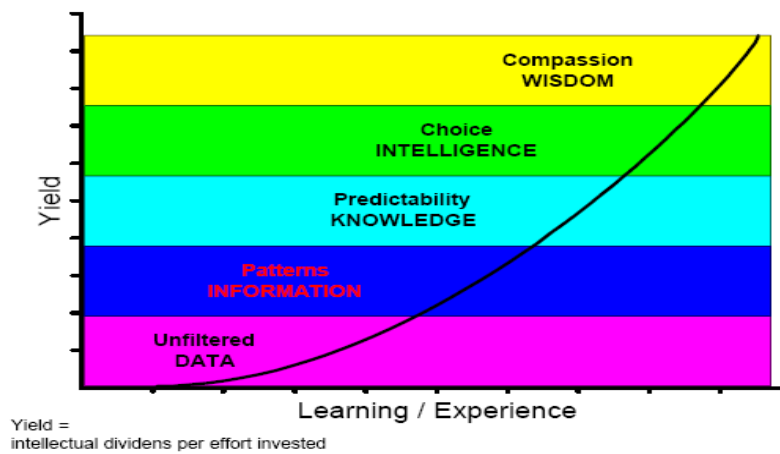 Compassion
WISDOM
Choice
INTELLIGENCE
Predictability
KNOWLEDGE
Patterns
INFORMATION
Unfiltered
DATA
Yield
Learning / Experience
Yield =
intellectual dividens per effort invested